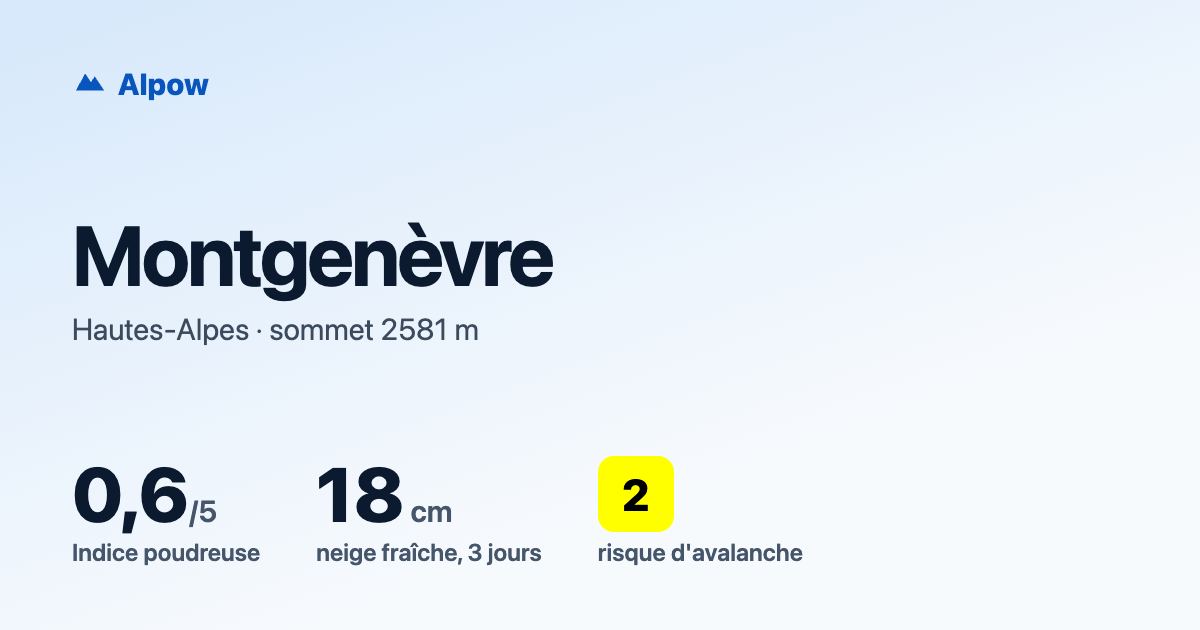 Alpow
Montgenèvre
Hautes-Alpes · sommet 2581 m
0,6/5
Indice poudreuse
18 cm
neige fraîche, 3 jours
2
risque d'avalanche